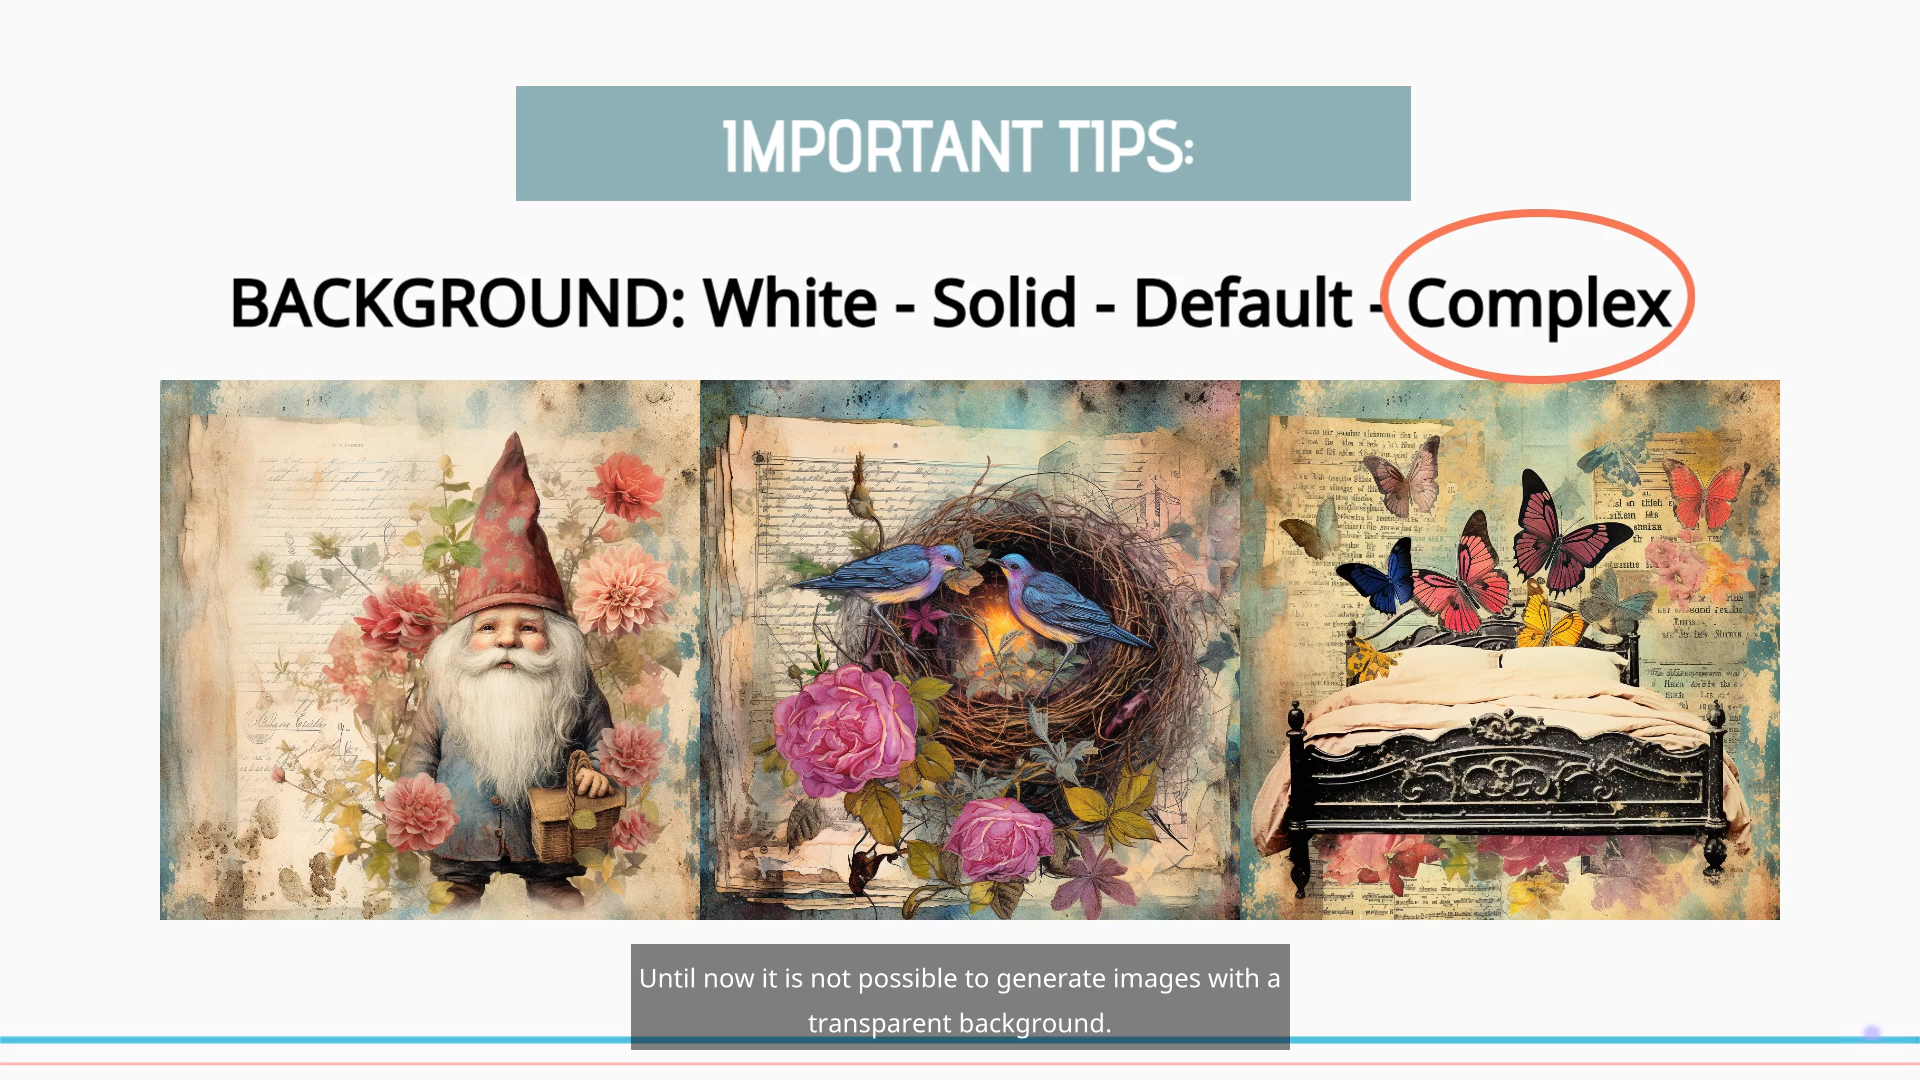 IMPORTANT TIPS:
BACKGROUND: White - Solid - Default - Complex
Until now it is not possible to generate images with a
transparent background.